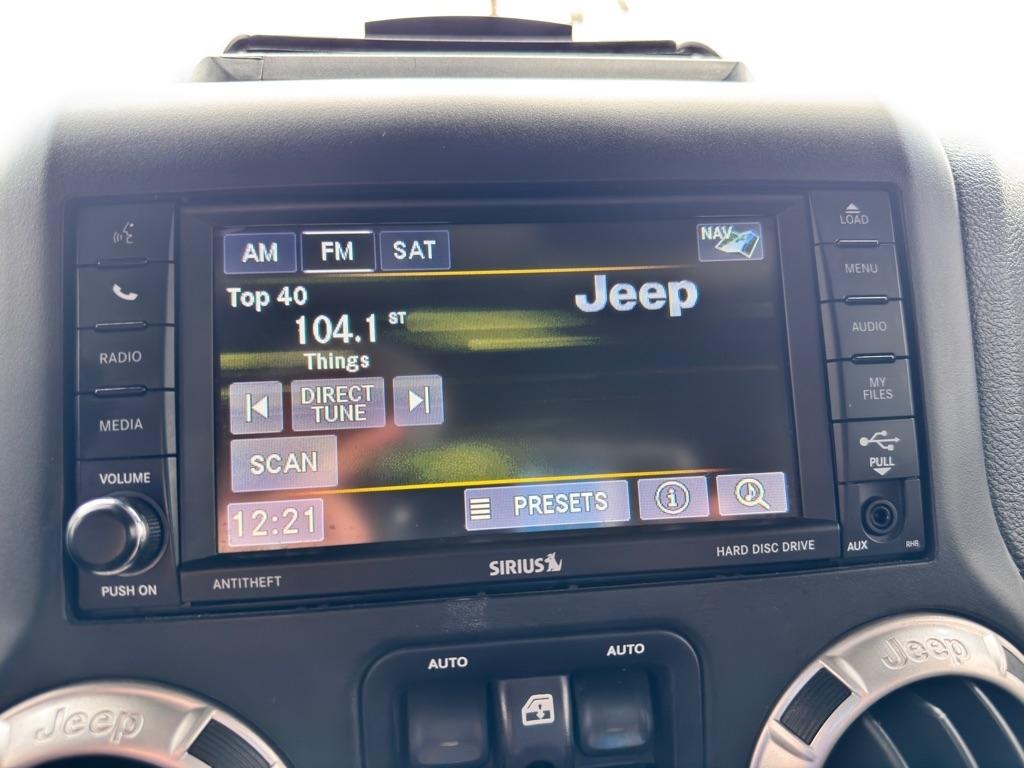 AM FM SAT NAV
Top 40
Jeep
104.1 ST
Things
DIRECT
TUNE
SCAN
12:21
PRESETS
i
RADIO
MEDIA
VOLUME
PUSH ON
LOAD
MENU
AUDIO
MY
FILES
PULL
AUX
RHB
ANTITHEFT
SIRIUS
HARD DISC DRIVE
AUTO
AUTO
Jeep
Jeep